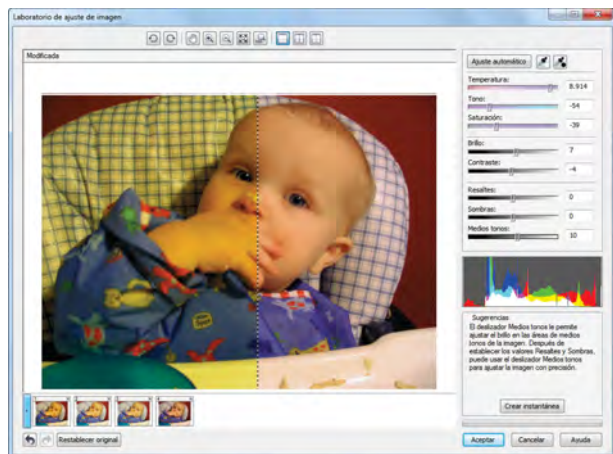 Laboratorio de ajuste de imagen
Modificada
Ajuste automático
Temperatura:
8.914
Tono:
-54
Saturación:
-39
Brillo:
7
Contraste:
-4
Resaltes:
0
Sombras:
0
Medios tonos:
10
Sugerencias
El deslizador Medios tonos le permite
ajustar el brillo en las áreas de medios
tonos de la imagen. Después de
establecer los valores Resaltes y Sombras,
puede usar el deslizador Medios tonos
para ajustar la imagen con precisión.
Crear instantánea
Restablecer original
Aceptar
Cancelar
Ayuda